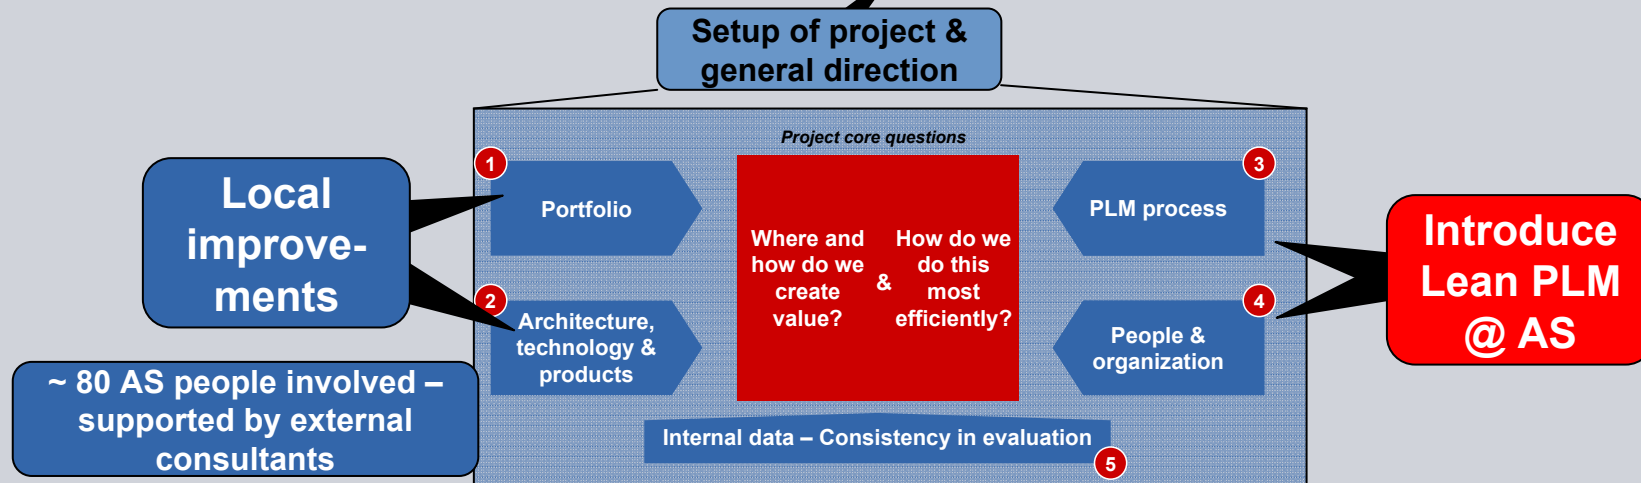 Setup of project &
general direction
Project core questions
1
Portfolio
3
PLM process
Local
improve-
ments
Where and
how do we
create
value?
&
How do we
do this
most
efficiently?
Introduce
Lean PLM
@ AS
2
Architecture,
technology &
products
4
People &
organization
~ 80 AS people involved –
supported by external
consultants
Internal data – Consistency in evaluation
5